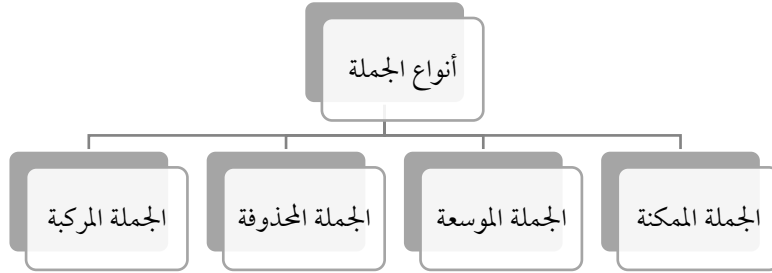 أنواع الجملة
الجملة الممكنة
الجملة الموسعة
الجملة المحذوفة
الجملة المركبة